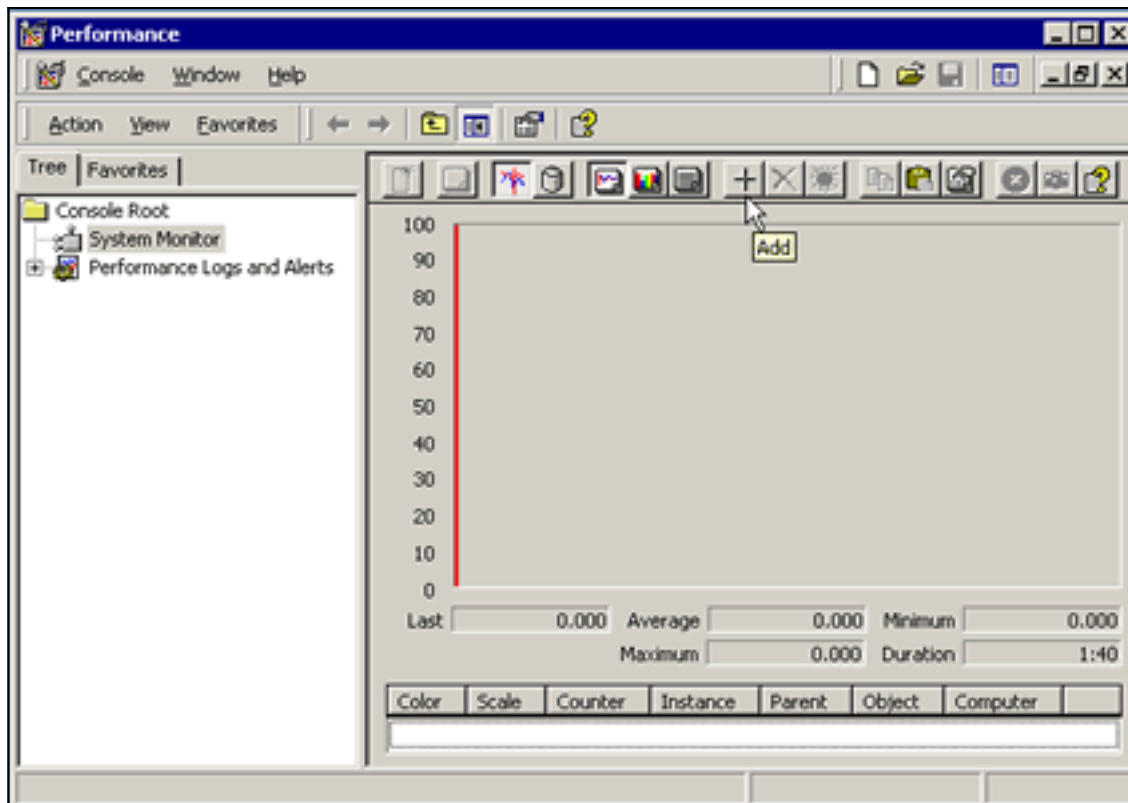 Performance
Console Window Help
Action View Favorites
Tree Favorites
Console Root
System Monitor
Performance Logs and Alerts
Add
100
90
80
70
60
50
40
30
20
10
0
Last 0.000 Average 0.000 Minimum 0.000
Maximum 0.000 Duration 1:40
Color Scale Counter Instance Parent Object Computer